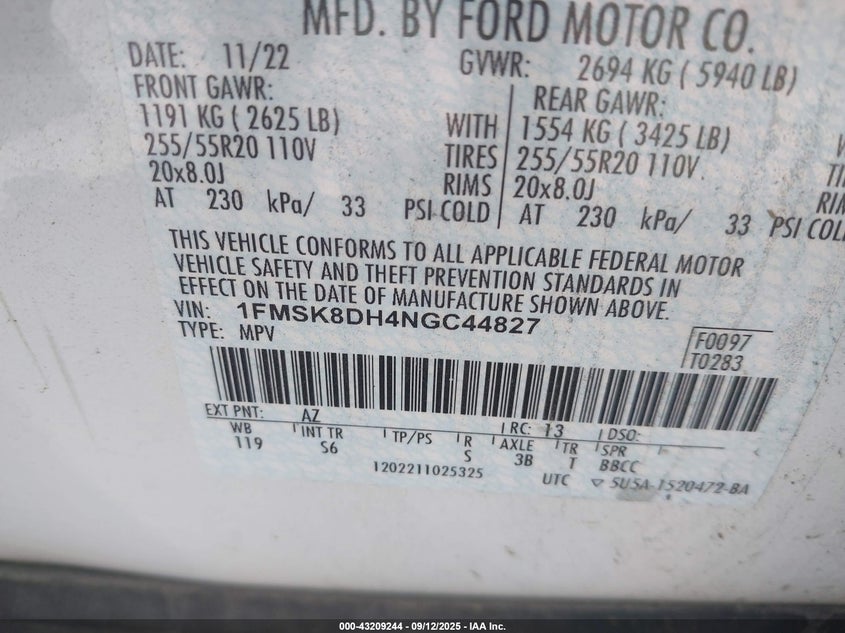 MFD. BY FORD MOTOR CO.
DATE: 11/22 GVWR: 2694 KG ( 5940 LB)
FRONT GAWR: REAR GAWR:
1191 KG ( 2625 LB) WITH 1554 KG ( 3425 LB)
255/55R20 110V TIRES 255/55R20 110V
20x8.0J RIMS 20x8.0J
AT 230 kPa/ 33 PSI COLD AT 230 kPa/ 33 PSI COL
THIS VEHICLE CONFORMS TO ALL APPLICABLE FEDERAL MOTOR
VEHICLE SAFETY AND THEFT PREVENTION STANDARDS IN
EFFECT ON THE DATE OF MANUFACTURE SHOWN ABOVE.
VIN: 1FMSK8DH4NGC44827
TYPE: MPV
F0097
T0283
EXT PNT: AZ RC: 13 DSO:
WB INT TR TP/PS R AXLE TR SPR
119 S6 S 3B T BBCC
1202211025325 UTC ▽ 5U5A-1520472-BA
000-43209244 - 09/12/2025 - IAA Inc.